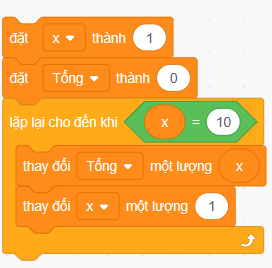 đặt x thành 1
đặt Tổng thành 0
lặp lại cho đến khi x = 10
thay đổi Tổng một lượng x
thay đổi x một lượng 1